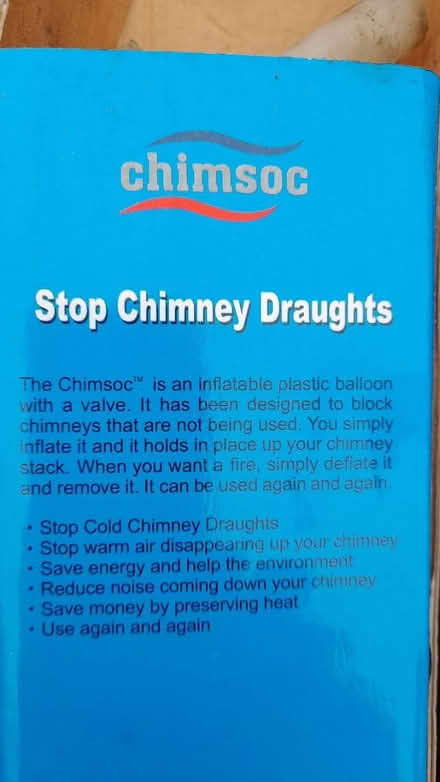 chimsoc
Stop Chimney Draughts
The Chimsoc™ is an inflatable plastic balloon
with a valve. It has been designed to block
chimneys that are not being used. You simply
inflate it and it holds in place up your chimney
stack. When you want a fire, simply deflate it
and remove it. It can be used again and again.
· Stop Cold Chimney Draughts
· Stop warm air disappearing up your chimney
· Save energy and help the environment
· Reduce noise coming down your chimney
· Save money by preserving heat
· Use again and again